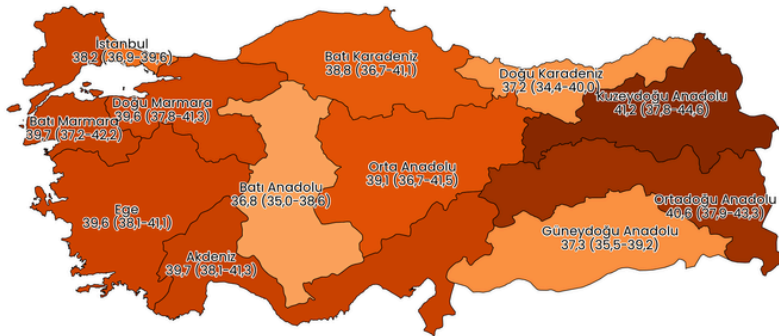 İstanbul
38,2 (36,9-39,6)
Batı Karadeniz
38,8 (36,7-41,1)
Doğu Karadeniz
37,2 (34,4-40,0)
Kuzeydoğu Anadolu
41,2 (37,8-44,6)
Doğu Marmara
39,6 (37,8-41,3)
Batı Marmara
39,7 (37,2-42,2)
Orta Anadolu
39,1 (36,7-41,5)
Batı Anadolu
36,8 (35,0-38,6)
Ortadoğu Anadolu
40,6 (37,9-43,3)
Ege
39,6 (38,1-41,1)
Güneydoğu Anadolu
37,3 (35,5-39,2)
Akdeniz
39,7 (38,1-41,3)